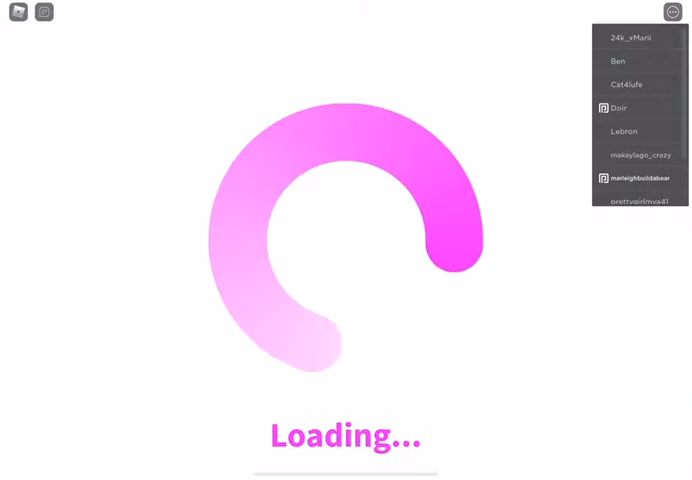 24k_xMarii
Ben
Cat4lufe
Doir
Lebron
makaylago_crazy
marleighbuildabear
Loading...